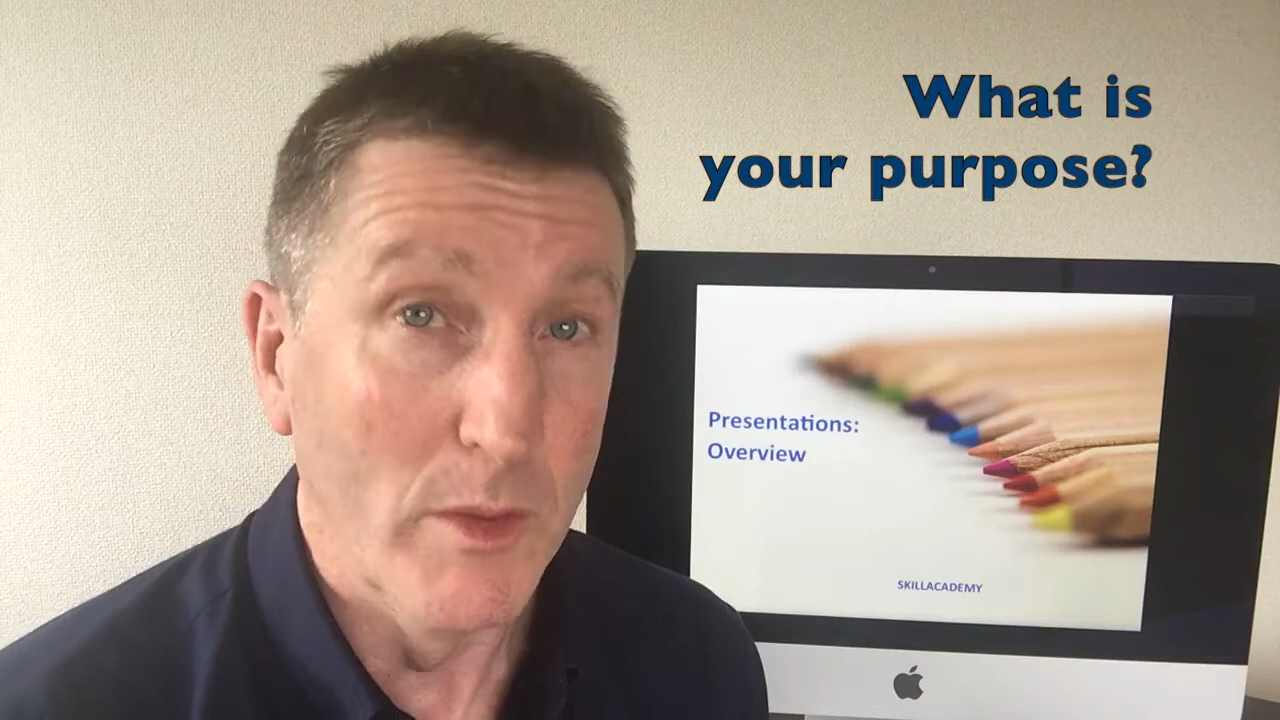 What is
your purpose?
Presentations:
Overview
SKILLACADEMY